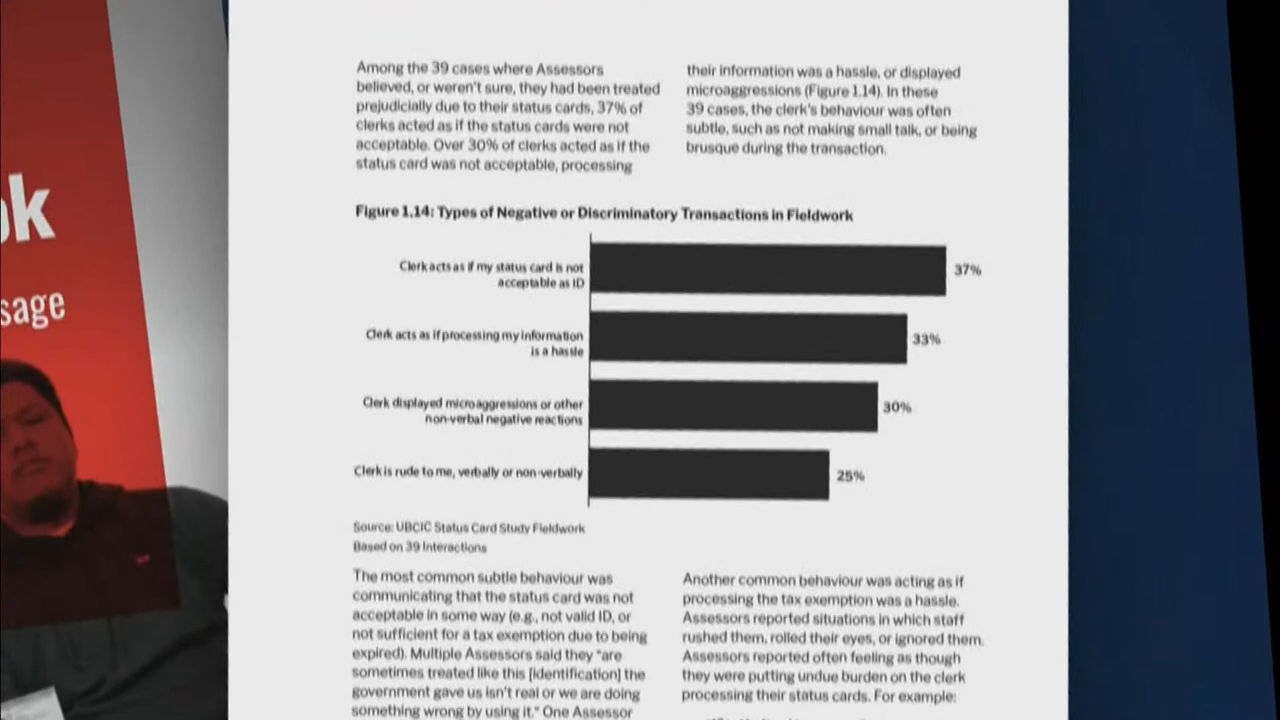 ok
sage
Among the 39 cases where Assessors
believed, or weren't sure, they had been treated
prejudicially due to their status cards, 37% of
clerks acted as if the status cards were not
acceptable. Over 30% of clerks acted as if the
status card was not acceptable, processing
their information was a hassle, or displayed
microaggressions (Figure 1.14). In these
39 cases, the clerk's behaviour was often
subtle, such as not making small talk, or being
brusque during the transaction.
Figure 1.14: Types of Negative or Discriminatory Transactions in Fieldwork
Clerk acts as if my status card is not
acceptable as ID
37%
Clerk acts as if processing my information
is a hassle
33%
Clerk displayed microaggressions or other
non-verbal negative reactions
30%
Clerk is rude to me, verbally or non-verbally
25%
Source: UBCIC Status Card Study Fieldwork
Based on 39 Interactions
The most common subtle behaviour was
communicating that the status card was not
acceptable in some way (e.g., not valid ID, or
not sufficient for a tax exemption due to being
expired). Multiple Assessors said they "are
sometimes treated like this [identification] the
government gave us isn't real or we are doing
something wrong by using it." One Assessor
Another common behaviour was acting as if
processing the tax exemption was a hassle.
Assessors reported situations in which staff
rushed them, rolled their eyes, or ignored them.
Assessors reported often feeling as though
they were putting undue burden on the clerk
processing their status cards. For example: